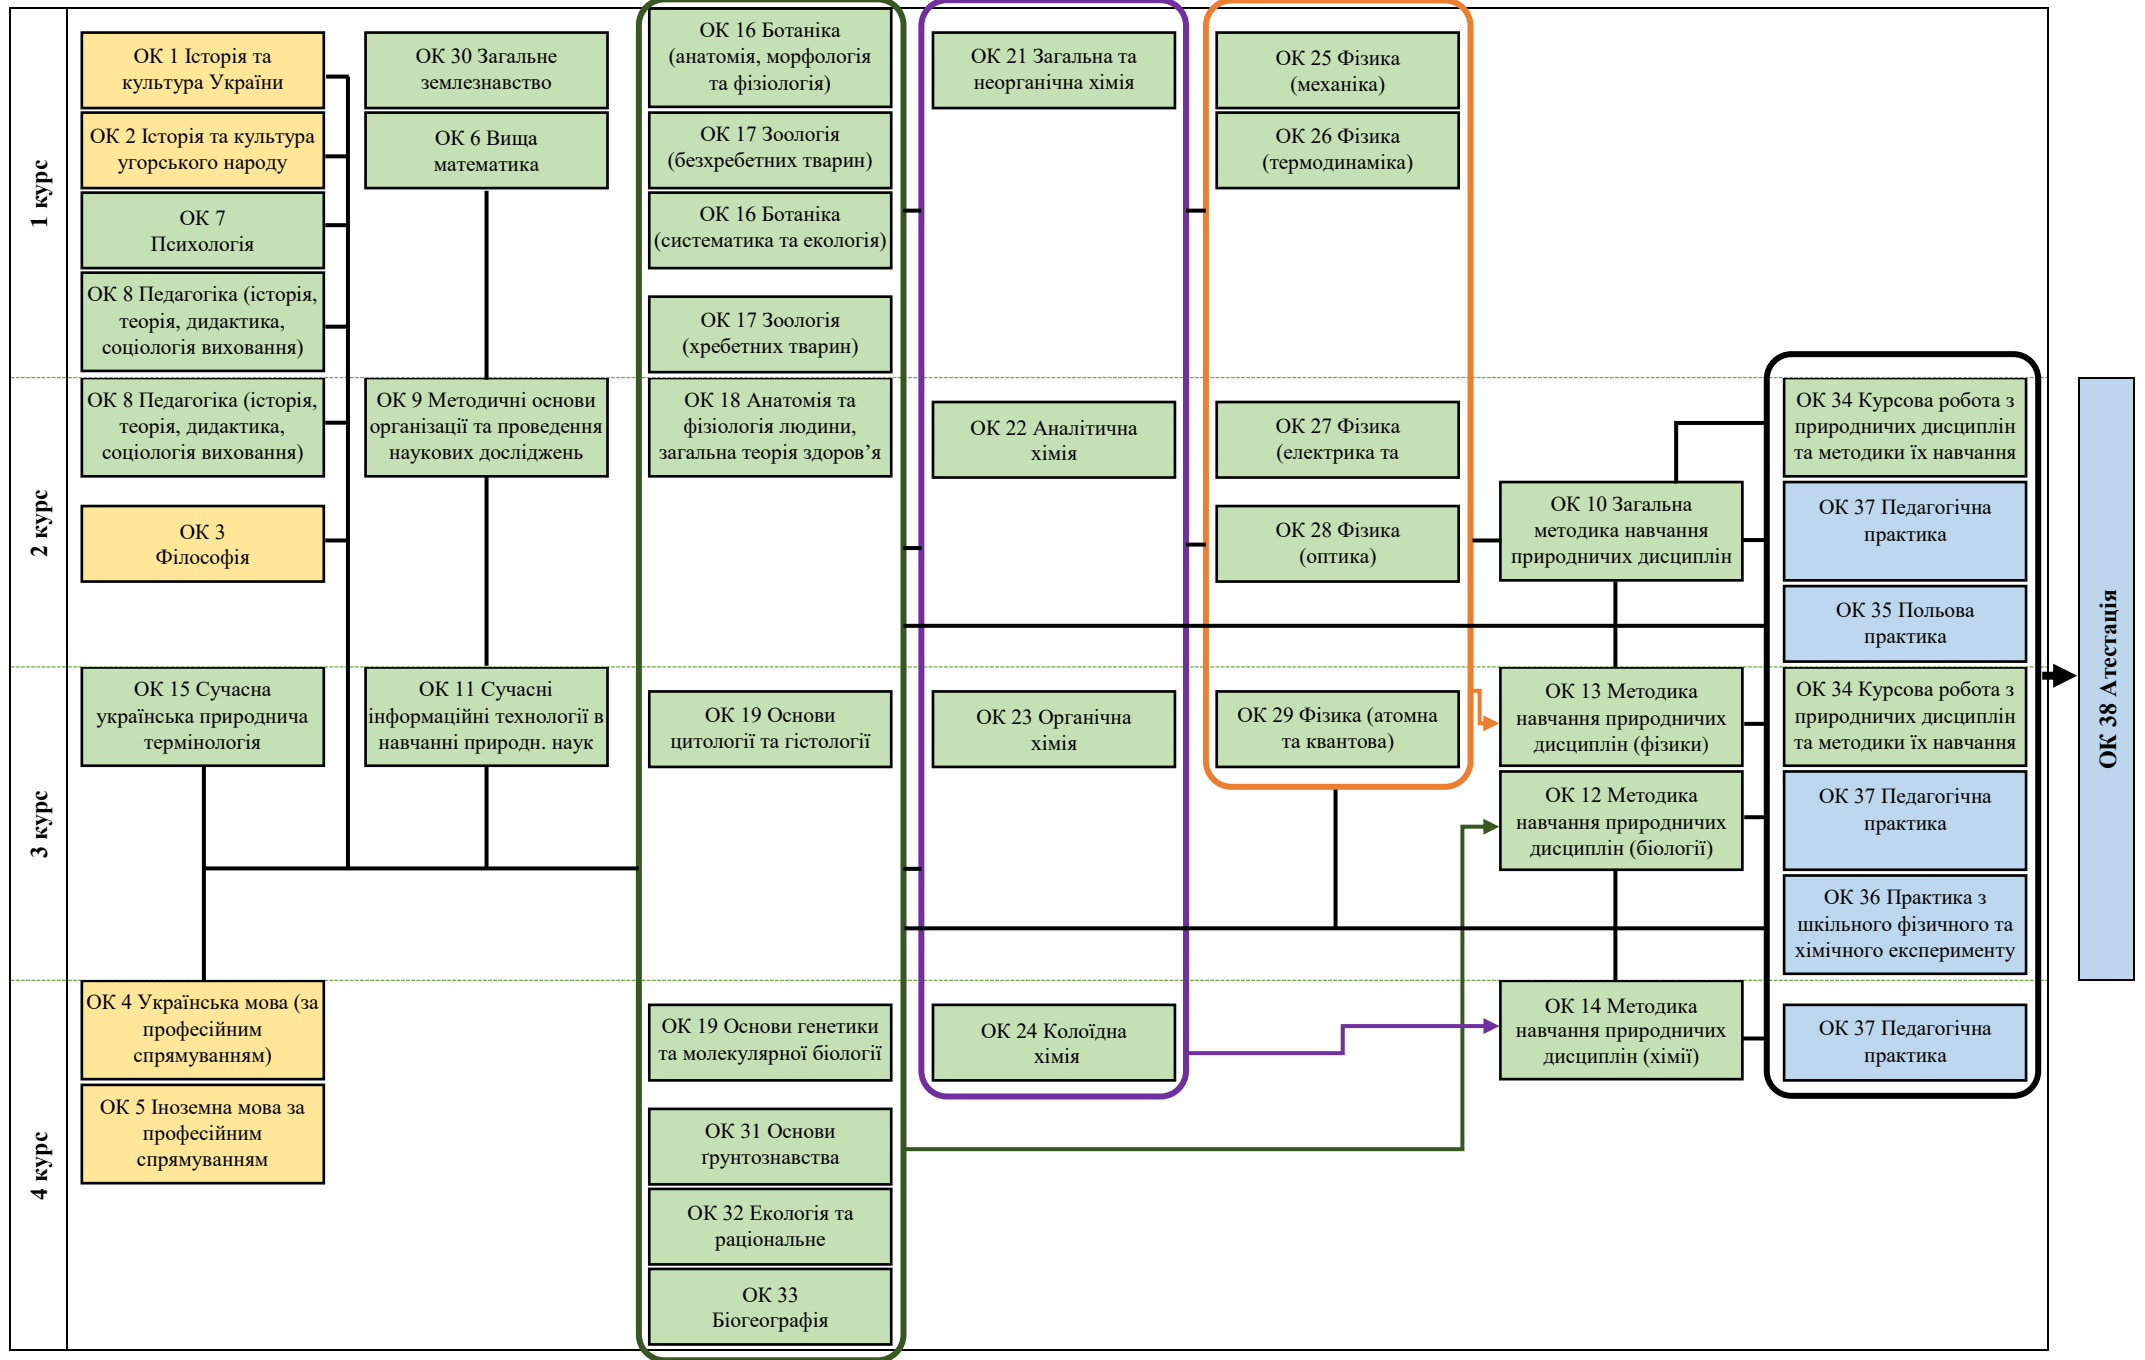 1 курс
ОК 1 Історія та
культура України
ОК 2 Історія та культура
угорського народу
ОК 7
Психологія
ОК 8 Педагогіка (історія,
теорія, дидактика,
соціологія виховання)
ОК 30 Загальне
землезнавство
ОК 6 Вища
математика
ОК 16 Ботаніка
(анатомія, морфологія
та фізіологія)
ОК 17 Зоологія
(безхребетних тварин)
ОК 16 Ботаніка
(систематика та екологія)
ОК 17 Зоологія
(хребетних тварин)
ОК 21 Загальна та
неорганічна хімія
ОК 25 Фізика
(механіка)
ОК 26 Фізика
(термодинаміка)
2 курс
ОК 8 Педагогіка (історія,
теорія, дидактика,
соціологія виховання)
ОК 3
Філософія
ОК 9 Методичні основи
організації та проведення
наукових досліджень
ОК 18 Анатомія та
фізіологія людини,
загальна теорія здоров’я
ОК 22 Аналітична
хімія
ОК 27 Фізика
(електрика та
ОК 28 Фізика
(оптика)
ОК 10 Загальна
методика навчання
природничих дисциплін
ОК 34 Курсова робота з
природничих дисциплін
та методики їх навчання
ОК 37 Педагогічна
практика
ОК 35 Польова
практика
3 курс
ОК 15 Сучасна
українська природнича
термінологія
ОК 11 Сучасні
інформаційні технології в
навчанні природн. наук
ОК 19 Основи
цитології та гістології
ОК 23 Органічна
хімія
ОК 29 Фізика (атомна
та квантова)
ОК 13 Методика
навчання природничих
дисциплін (фізики)
ОК 12 Методика
навчання природничих
дисциплін (біології)
ОК 34 Курсова робота з
природничих дисциплін
та методики їх навчання
ОК 37 Педагогічна
практика
ОК 36 Практика з
шкільного фізичного та
хімічного експерименту
4 курс
ОК 4 Українська мова (за
професійним
спрямуванням)
ОК 5 Іноземна мова за
професійним
спрямуванням
ОК 19 Основи генетики
та молекулярної біології
ОК 31 Основи
ґрунтознавства
ОК 32 Екологія та
раціональне
ОК 33
Біогеографія
ОК 24 Колоїдна
хімія
ОК 14 Методика
навчання природничих
дисциплін (хімії)
ОК 37 Педагогічна
практика
ОК 38 Атестація